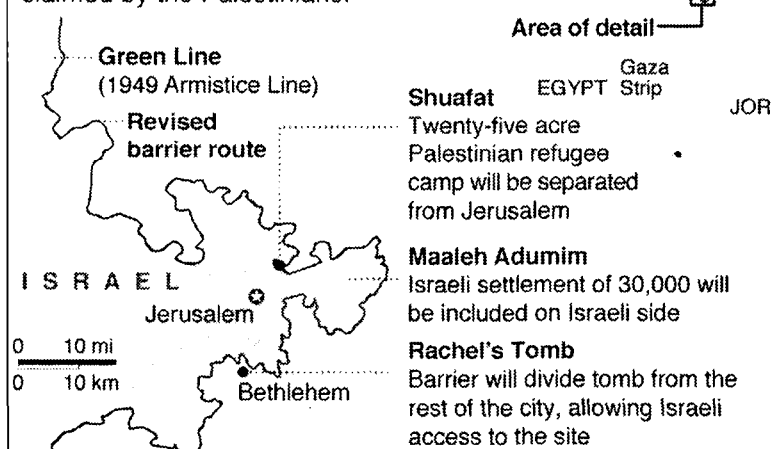 claimed by the Palestinians.
Area of detail
Green Line
(1949 Armistice Line)
Revised
barrier route
EGYPT
Gaza
Strip
JOR
Shuafat
Twenty-five acre
Palestinian refugee
camp will be separated
from Jerusalem
Maaleh Adumim
Israeli settlement of 30,000 will
be included on Israeli side
Rachel's Tomb
Barrier will divide tomb from the
rest of the city, allowing Israeli
access to the site
ISRAEL
Jerusalem
0 10 mi
0 10 km
Bethlehem